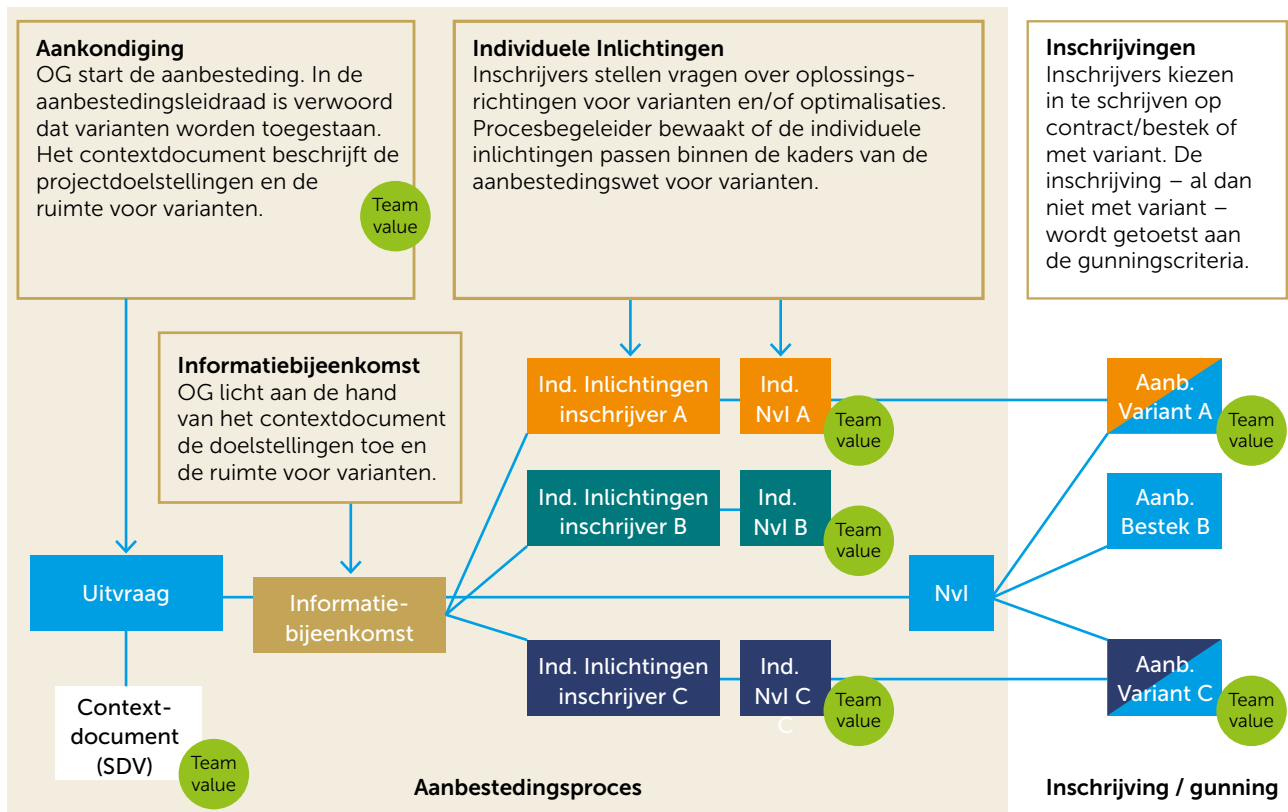 Aankondiging
OG start de aanbesteding. In de
aanbestedingsleidraad is verwoord
dat varianten worden toegestaan.
Het contextdocument beschrijft de
projectdoelstellingen en de
ruimte voor varianten.
Team
value
Individuele Inlichtingen
Inschrijvers stellen vragen over oplossings-
richtingen voor varianten en/of optimalisaties.
Procesbegeleider bewaakt of de individuele
inlichtingen passen binnen de kaders van de
aanbestedingswet voor varianten.
Inschrijvingen
Inschrijvers kiezen
in te schrijven op
contract/bestek of
met variant. De
inschrijving – al dan
niet met variant –
wordt getoetst aan
de gunningscriteria.
Informatiebijeenkomst
OG licht aan de hand
van het contextdocument
de doelstellingen toe en
de ruimte voor varianten.
Ind. Inlichtingen
inschrijver A
Ind.
NvI A
Team
value
Aanb.
Variant A
Team
value
Ind. Inlichtingen
inschrijver B
Ind.
NvI B
Team
value
Aanb.
Bestek B
Uitvraag
Informatie-
bijeenkomst
NvI
Ind. Inlichtingen
inschrijver C
Ind.
NvI C
C
Team
value
Aanb.
Variant C
Team
value
Context-
document
(SDV)
Team
value
Aanbestedingsproces
Inschrijving / gunning